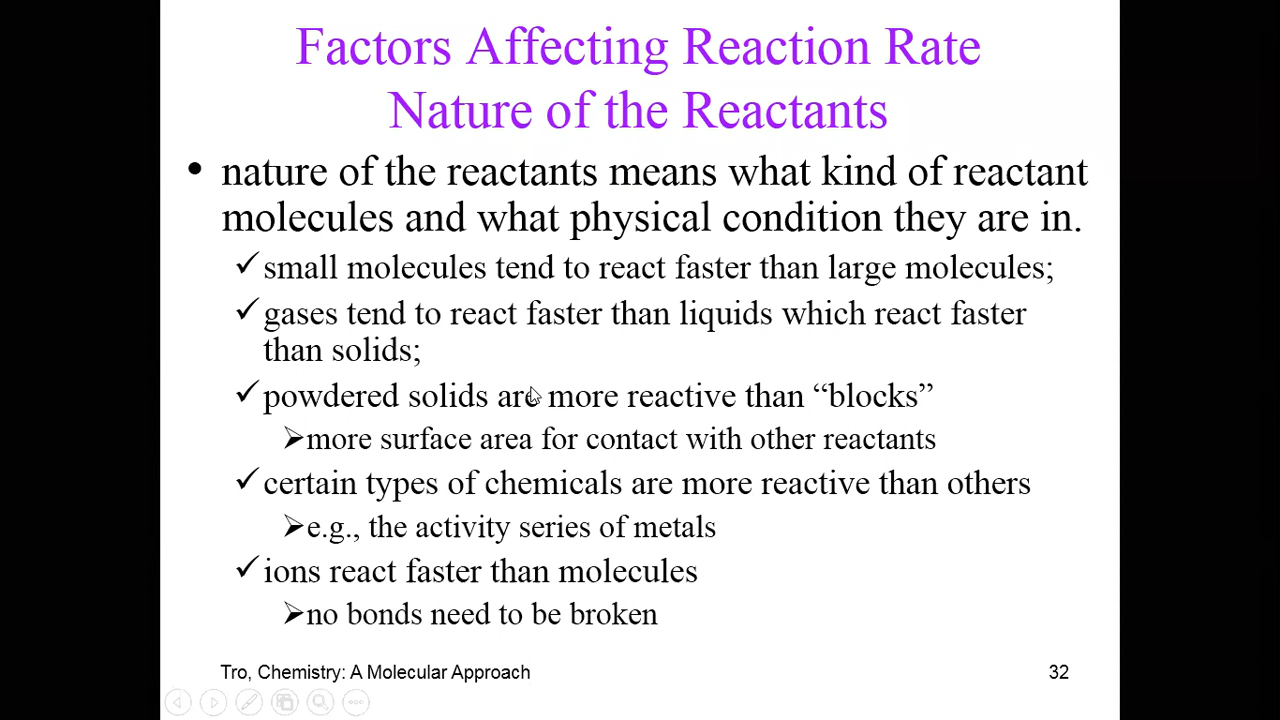 Factors Affecting Reaction Rate
Nature of the Reactants
• nature of the reactants means what kind of reactant
molecules and what physical condition they are in.
✓small molecules tend to react faster than large molecules;
✓gases tend to react faster than liquids which react faster
than solids;
✓powdered solids are more reactive than “blocks”
➢more surface area for contact with other reactants
✓certain types of chemicals are more reactive than others
➢e.g., the activity series of metals
✓ions react faster than molecules
➢no bonds need to be broken
Tro, Chemistry: A Molecular Approach
32